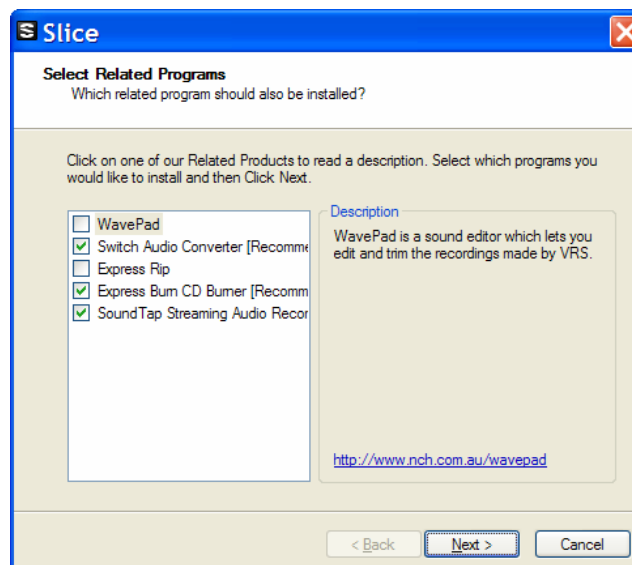 Slice
Select Related Programs
Which related program should also be installed?
Click on one of our Related Products to read a description. Select which programs you
would like to install and then Click Next.
WavePad
Switch Audio Converter [Recomme
Express Rip
Express Burn CD Burner [Recomm
SoundTap Streaming Audio Recor
Description
WavePad is a sound editor which lets you
edit and trim the recordings made by VRS.
http://www.nch.com.au/wavepad
< Back
Next >
Cancel